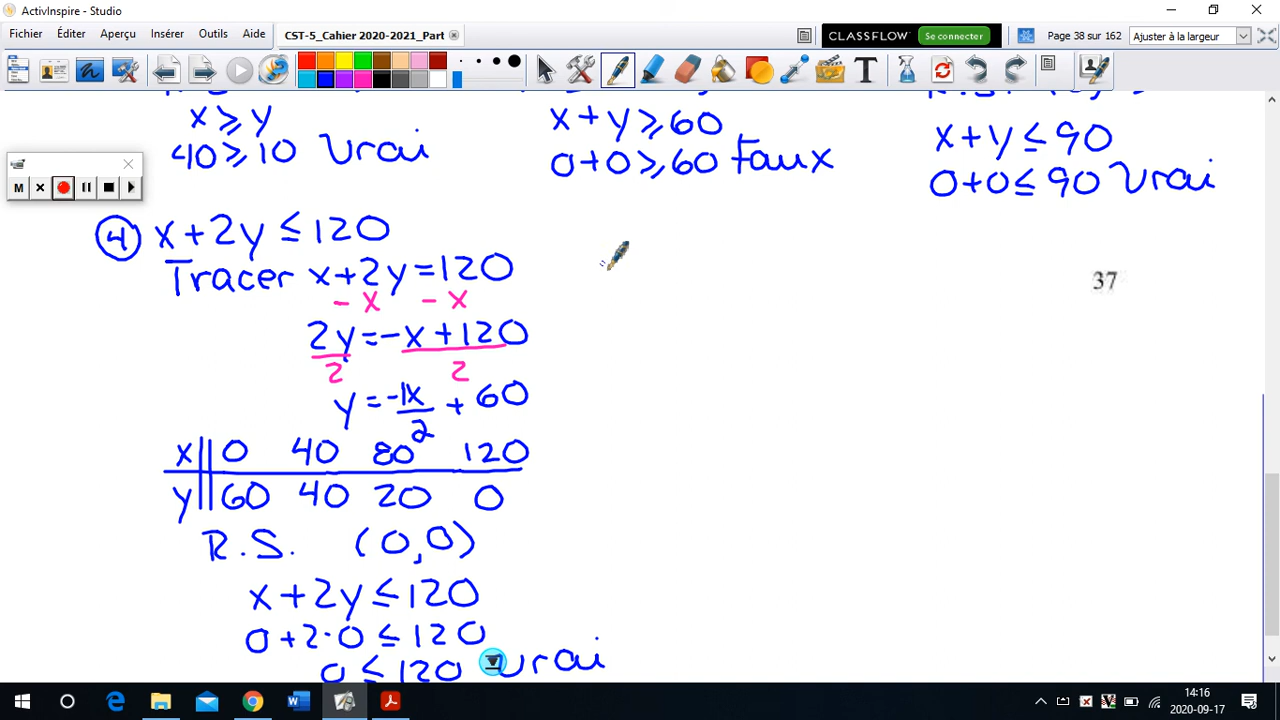 ActivInspire - Studio
Fichier Éditer Aperçu Insérer Outils Aide CST-5_Cahier 2020-2021_Part CLASSFLOW Se connecter Page 38 sur 162 Ajuster à la largeur
x ≥ y
40 ≥ 10 Vrai
x + y ≥ 60
0 + 0 ≥ 60 Faux
x + y ≤ 90
0 + 0 ≤ 90 Vrai
M
④ x + 2y ≤ 120
Tracer x + 2y = 120
- x - x
2y = -x + 120
2 2
y = -1x/2 + 60
x || 0 40 80 120
y || 60 40 20 0
R.S. (0,0)
x + 2y ≤ 120
0 + 2·0 ≤ 120
0 ≤ 120 Vrai
37
14:16
2020-09-17